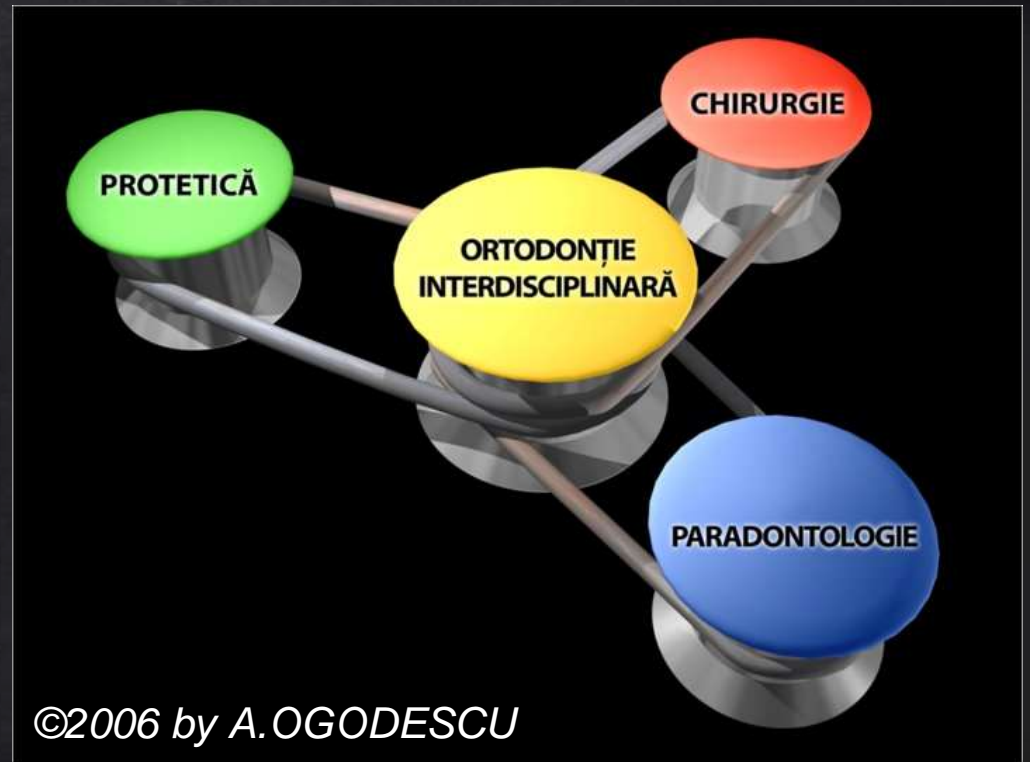 CHIRURGIE
PROTETICĂ
ORTODONȚIE
INTERDISCIPLINARĂ
PARADONTOLOGIE
©2006 by A.OGODESCU